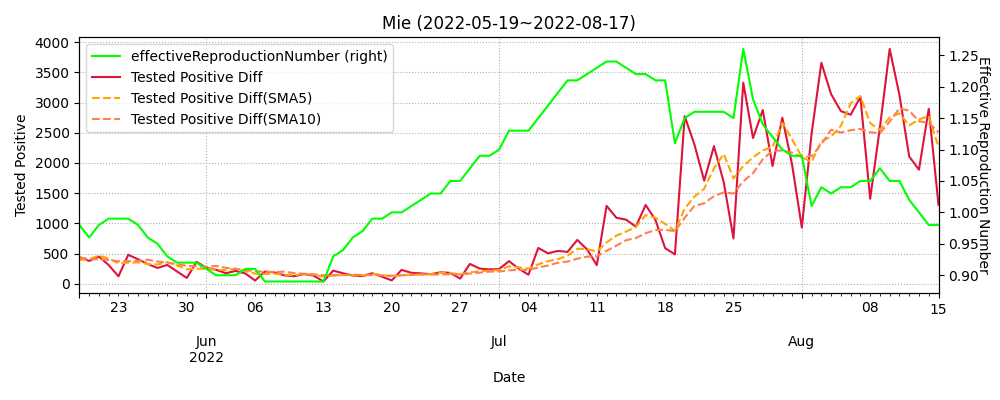 Mie (2022-05-19~2022-08-17)
effectiveReproductionNumber (right)
Tested Positive Diff
Tested Positive Diff(SMA5)
Tested Positive Diff(SMA10)
Tested Positive
4000
3500
3000
2500
2000
1500
1000
500
0
1.25
1.20
1.15
1.10
1.05
1.00
0.95
0.90
Effective Reproduction Number
23 30 06 13 20 27 04 11 18 25 08 15
Jun Jul Aug
2022
Date